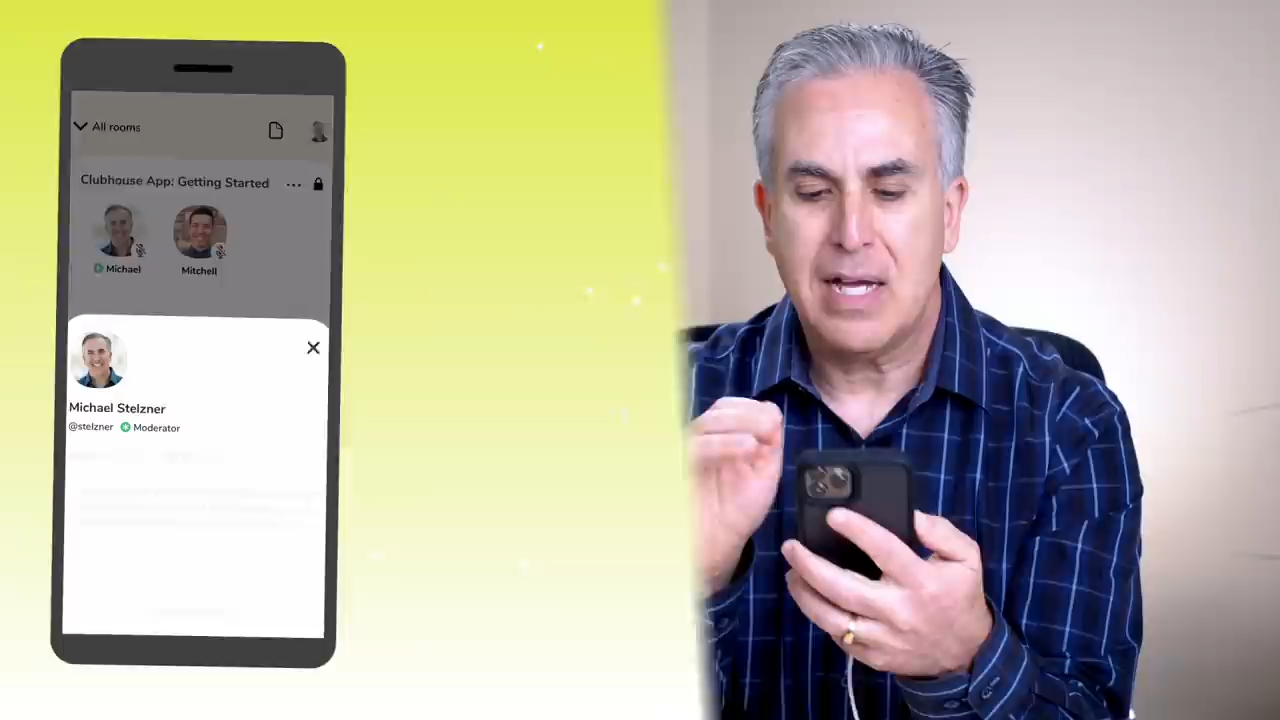 All rooms
Clubhouse App: Getting Started
Michael
Mitchell
Michael Stelzner
@stelzner Moderator